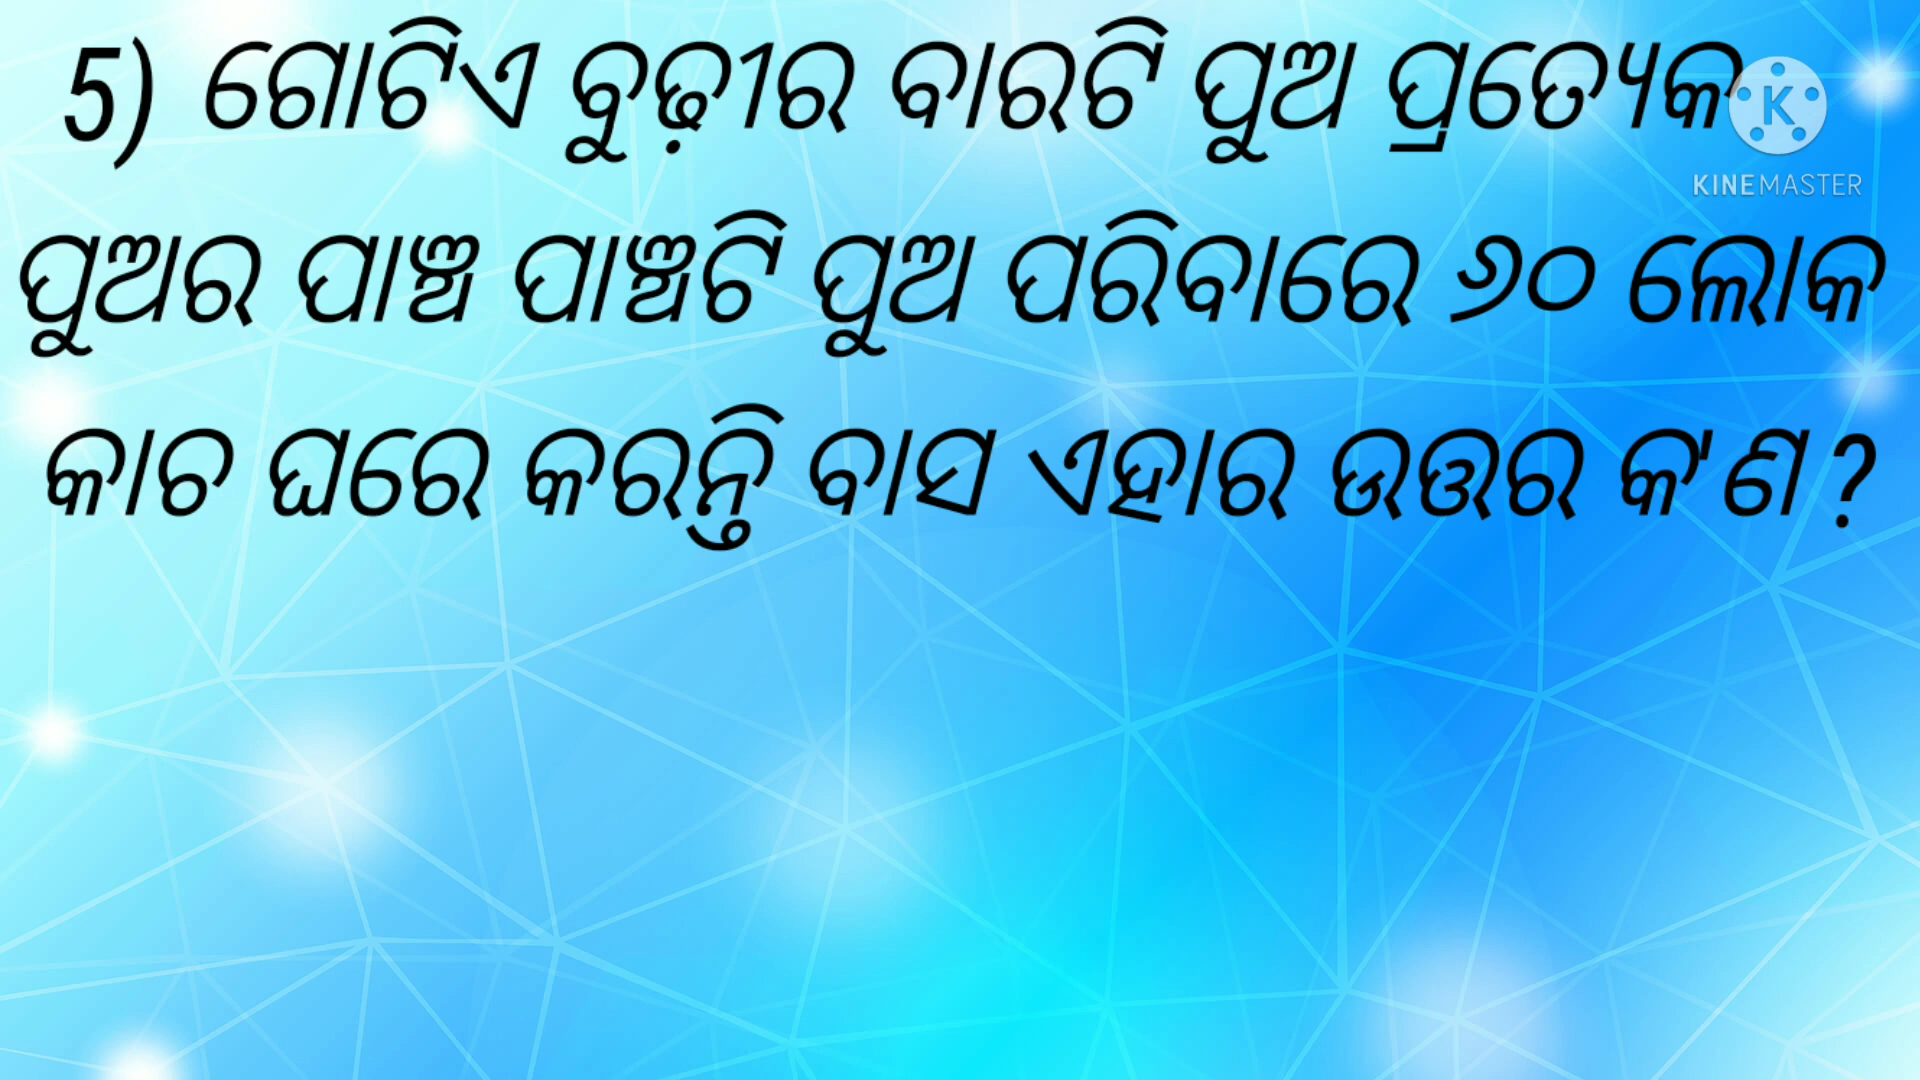 5) ଗୋଟିଏ ବୁଢ଼ୀର ବାରଟି ପୁଅ ପ୍ରତ୍ୟେକ
ପୁଅର ପାଞ୍ଚ ପାଞ୍ଚଟି ପୁଅ ପରିବାରେ ୬୦ ଲୋକ
କାଚ ଘରେ କରନ୍ତି ବାସ ଏହାର ଉତ୍ତର କ'ଣ ?
K
KINEMASTER